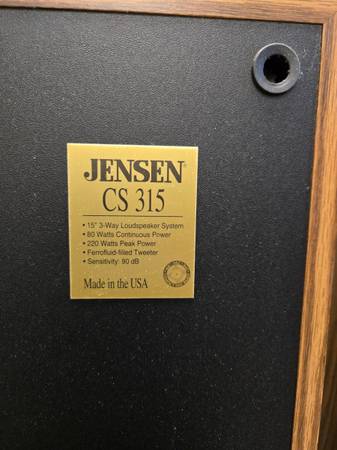 JENSEN®
CS 315
• 15" 3-Way Loudspeaker System
• 80 Watts Continuous Power
• 220 Watts Peak Power
• Ferrofluid-filled Tweeter
• Sensitivity: 90 dB
Made in the USA